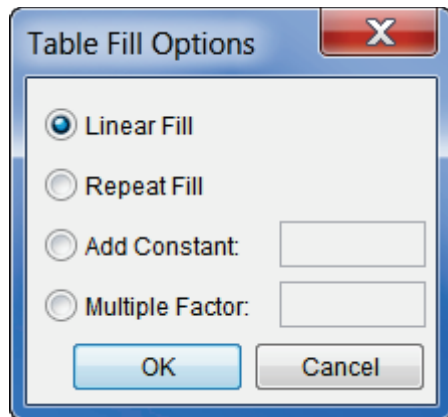 Table Fill Options
Linear Fill
Repeat Fill
Add Constant:
Multiple Factor:
OK Cancel